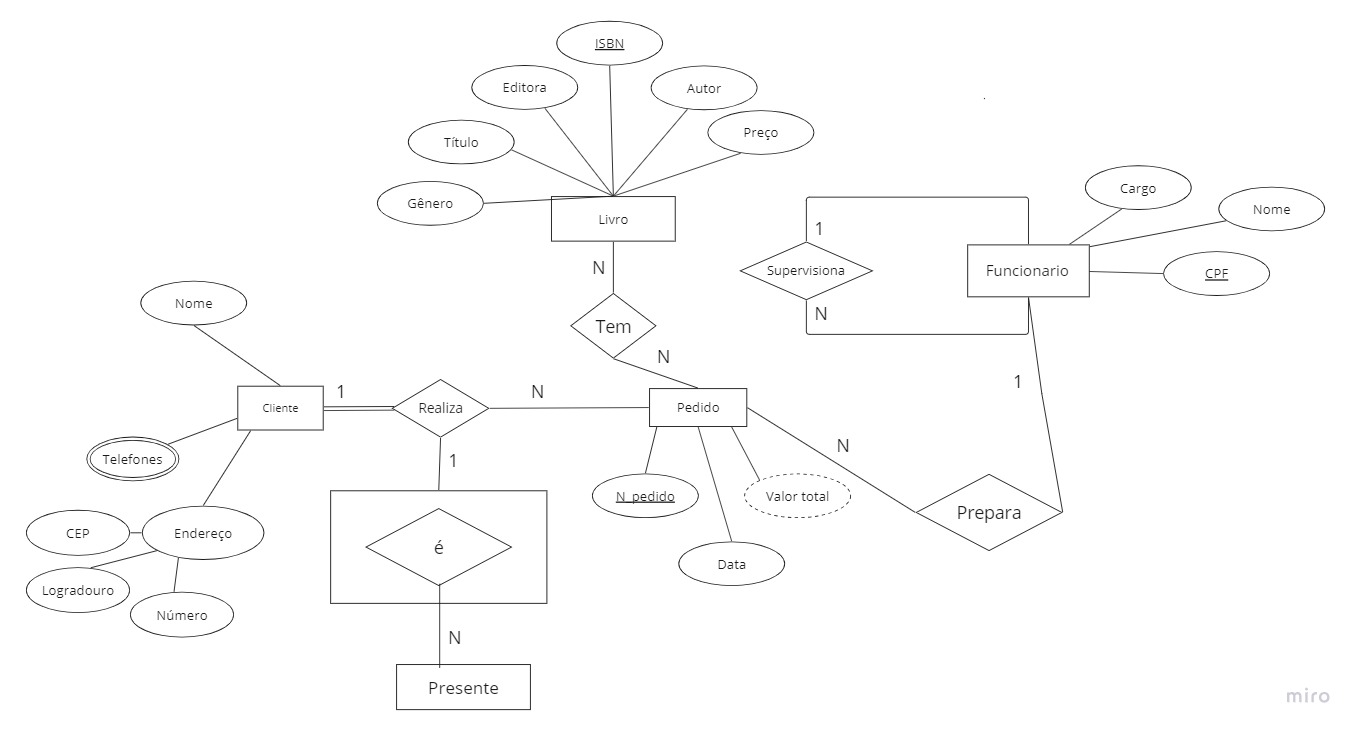 ISBN
Editora
Autor
Título
Preço
Gênero
Livro
Cargo
Nome
Funcionario
CPF
1
Supervisiona
N
N
Tem
N
1
Nome
Cliente
1
Realiza
N
Pedido
N
Telefones
1
N_pedido
Valor total
Prepara
CEP
Endereço
é
Data
Logradouro
Número
N
Presente
miro